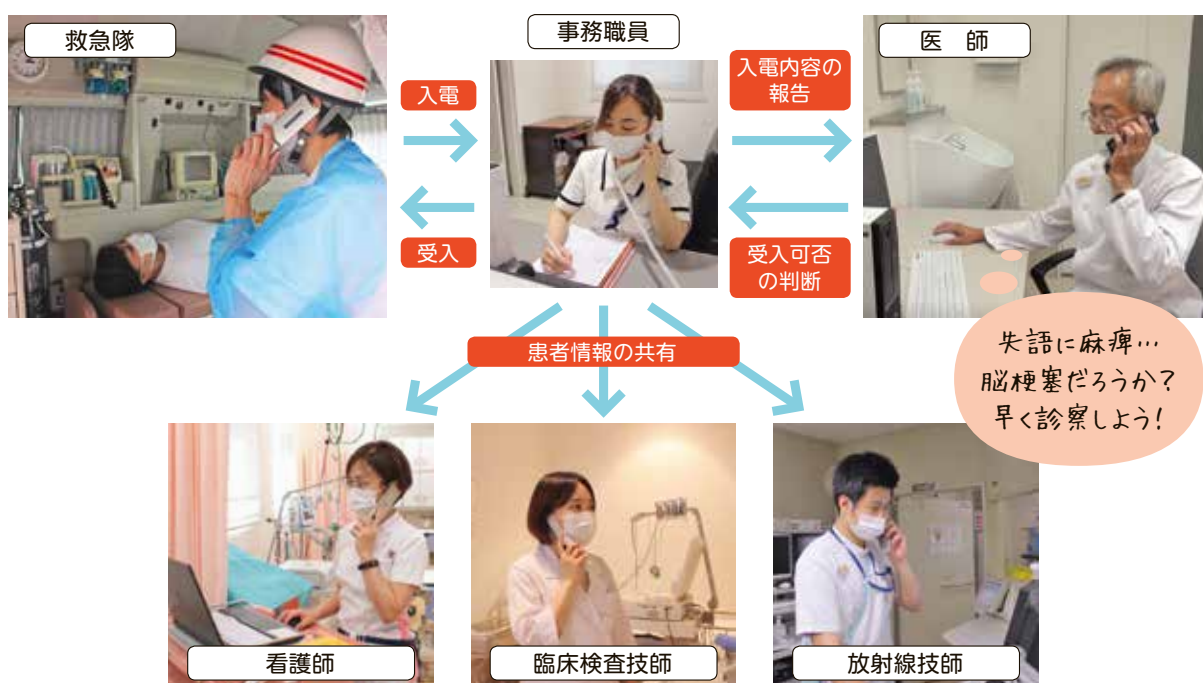 救急隊
事務職員
医 師
入電
入電内容の
報告
受入
受入可否
の判断
患者情報の共有
失語に麻痺…
脳梗塞だろうか?
早く診察しよう!
看護師
臨床検査技師
放射線技師